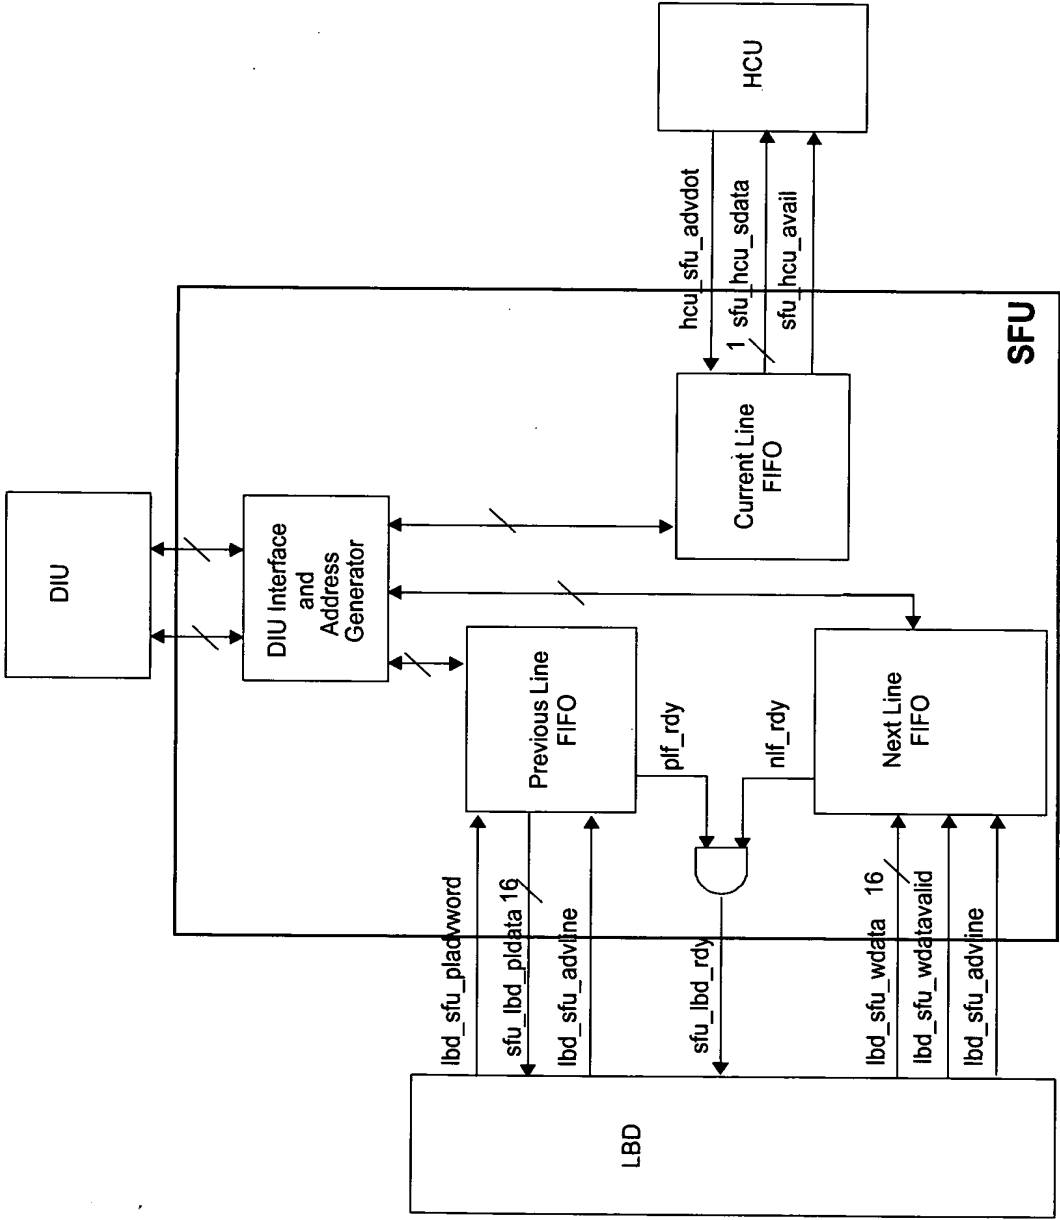 DIU
DIU Interface
and
Address
Generator
lbd_sfu_pladvword
sfu_lbd_pldata 16
lbd_sfu_advline
Previous Line
FIFO
LBD
plf_rdy
sfu_lbd_rdy
nlf_rdy
hcu_sfu_advdot
1 sfu_hcu_sdata
sfu_hcu_avail
Current Line
FIFO
HCU
lbd_sfu_wdata 16
lbd_sfu_wdatavalid
lbd_sfu_advline
Next Line
FIFO
SFU